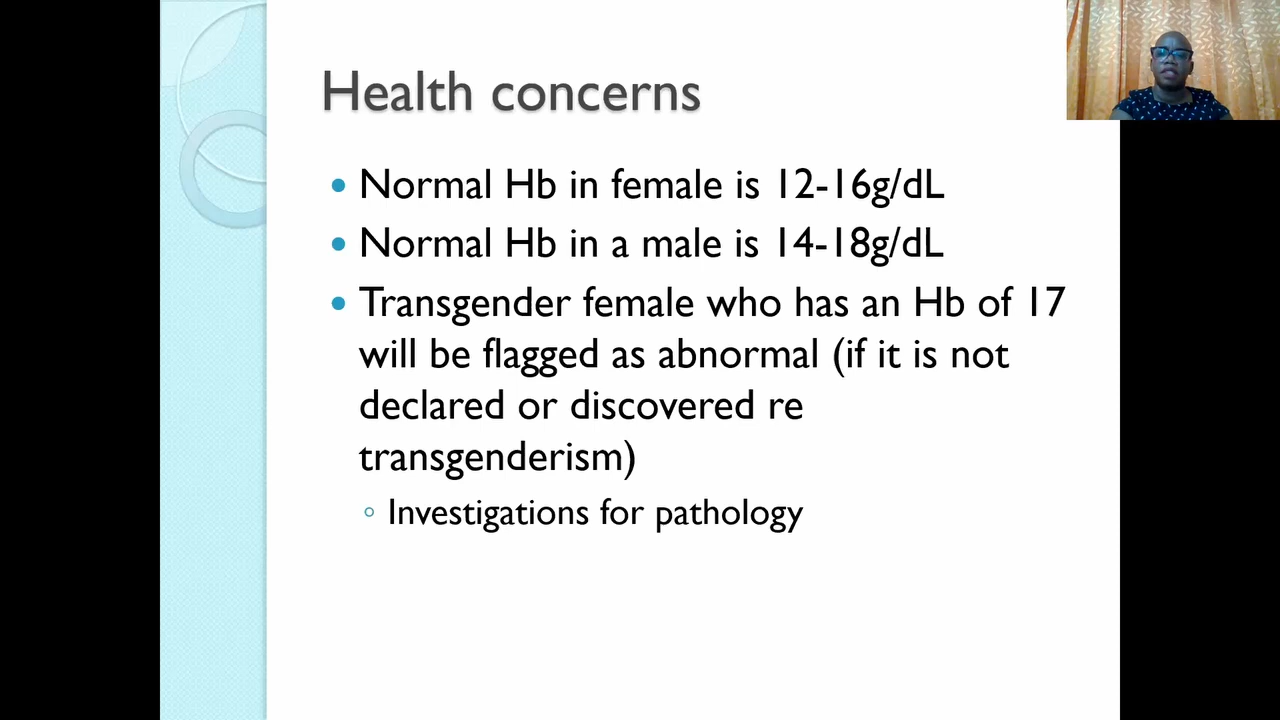 Health concerns
Normal Hb in female is 12-16g/dL
Normal Hb in a male is 14-18g/dL
Transgender female who has an Hb of 17
will be flagged as abnormal (if it is not
declared or discovered re
transgenderism)
Investigations for pathology